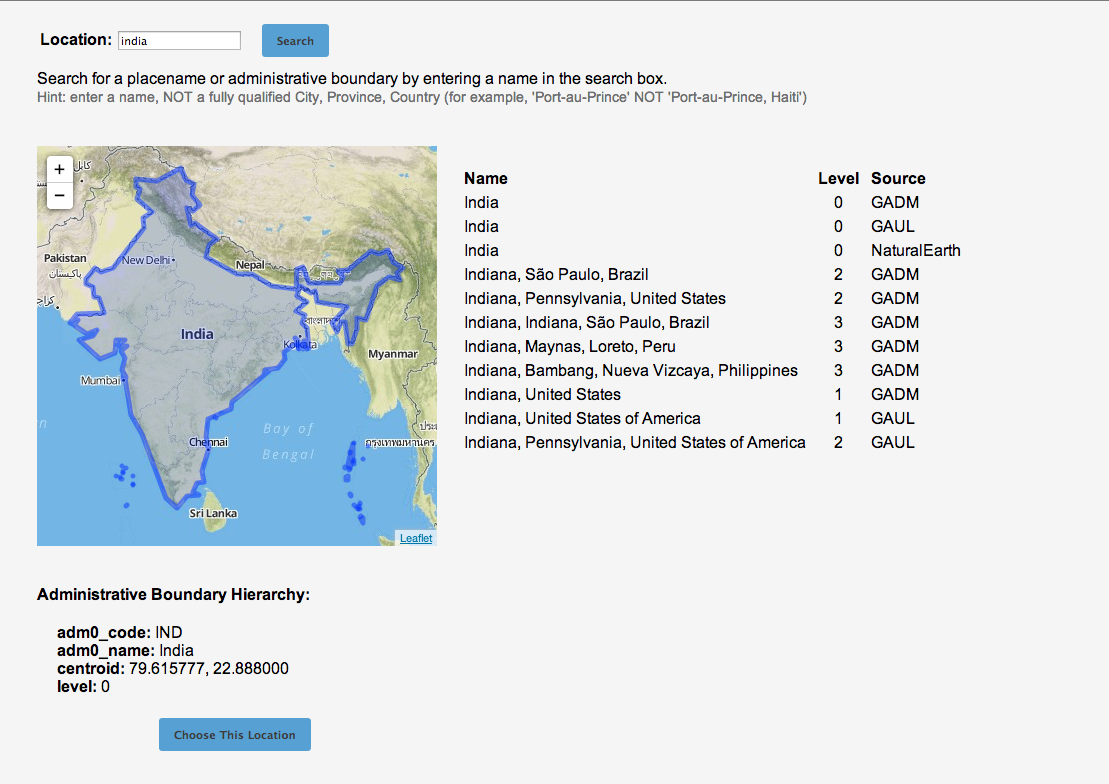 Location: india Search
Search for a placename or administrative boundary by entering a name in the search box.
Hint: enter a name, NOT a fully qualified City, Province, Country (for example, 'Port-au-Prince' NOT 'Port-au-Prince, Haiti')
+
−
کابل
Pakistan
پاکستان
New Delhi
Nepal
India
বাংলাদেশ
Kolkata
Myanmar
Mumbai
Chennai
Bay of
Bengal
กรุงเทพมหานคร
Sri Lanka
Leaflet
Name Level Source
India 0 GADM
India 0 GAUL
India 0 NaturalEarth
Indiana, São Paulo, Brazil 2 GADM
Indiana, Pennsylvania, United States 2 GADM
Indiana, Indiana, São Paulo, Brazil 3 GADM
Indiana, Maynas, Loreto, Peru 3 GADM
Indiana, Bambang, Nueva Vizcaya, Philippines 3 GADM
Indiana, United States 1 GADM
Indiana, United States of America 1 GAUL
Indiana, Pennsylvania, United States of America 2 GAUL
Administrative Boundary Hierarchy:
adm0_code: IND
adm0_name: India
centroid: 79.615777, 22.888000
level: 0
Choose This Location